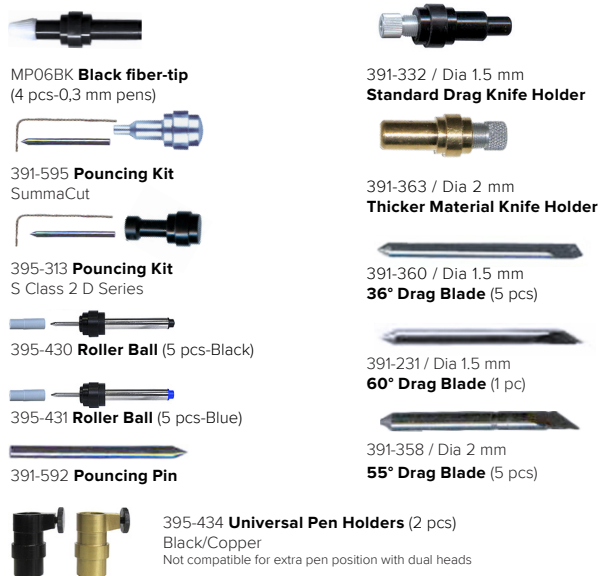 MP06BK Black fiber-tip
(4 pcs-0,3 mm pens)
391-595 Pouncing Kit
SummaCut
395-313 Pouncing Kit
S Class 2 D Series
395-430 Roller Ball (5 pcs-Black)
395-431 Roller Ball (5 pcs-Blue)
391-592 Pouncing Pin
391-332 / Dia 1.5 mm
Standard Drag Knife Holder
391-363 / Dia 2 mm
Thicker Material Knife Holder
391-360 / Dia 1.5 mm
36° Drag Blade (5 pcs)
391-231 / Dia 1.5 mm
60° Drag Blade (1 pc)
391-358 / Dia 2 mm
55° Drag Blade (5 pcs)
395-434 Universal Pen Holders (2 pcs)
Black/Copper
Not compatible for extra pen position with dual heads